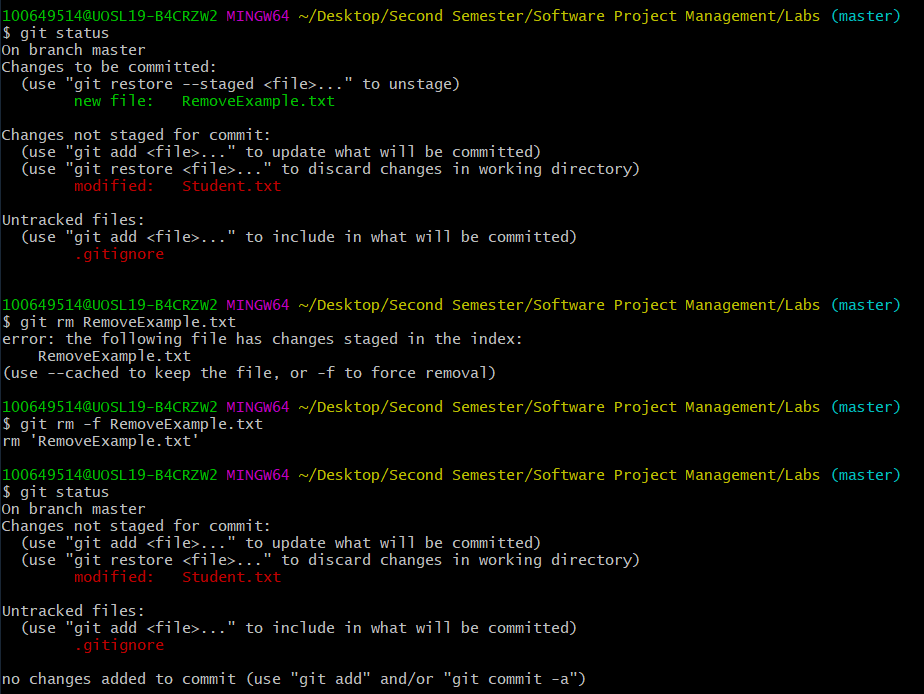 100649514@UOSL19-B4CRZW2 MINGW64 ~/Desktop/Second Semester/Software Project Management/Labs (master)
$ git status
On branch master
Changes to be committed:
  (use "git restore --staged <file>..." to unstage)
        new file:   RemoveExample.txt

Changes not staged for commit:
  (use "git add <file>..." to update what will be committed)
  (use "git restore <file>..." to discard changes in working directory)
        modified:   Student.txt

Untracked files:
  (use "git add <file>..." to include in what will be committed)
        .gitignore


100649514@UOSL19-B4CRZW2 MINGW64 ~/Desktop/Second Semester/Software Project Management/Labs (master)
$ git rm RemoveExample.txt
error: the following file has changes staged in the index:
    RemoveExample.txt
(use --cached to keep the file, or -f to force removal)

100649514@UOSL19-B4CRZW2 MINGW64 ~/Desktop/Second Semester/Software Project Management/Labs (master)
$ git rm -f RemoveExample.txt
rm 'RemoveExample.txt'

100649514@UOSL19-B4CRZW2 MINGW64 ~/Desktop/Second Semester/Software Project Management/Labs (master)
$ git status
On branch master
Changes not staged for commit:
  (use "git add <file>..." to update what will be committed)
  (use "git restore <file>..." to discard changes in working directory)
        modified:   Student.txt

Untracked files:
  (use "git add <file>..." to include in what will be committed)
        .gitignore

no changes added to commit (use "git add" and/or "git commit -a")